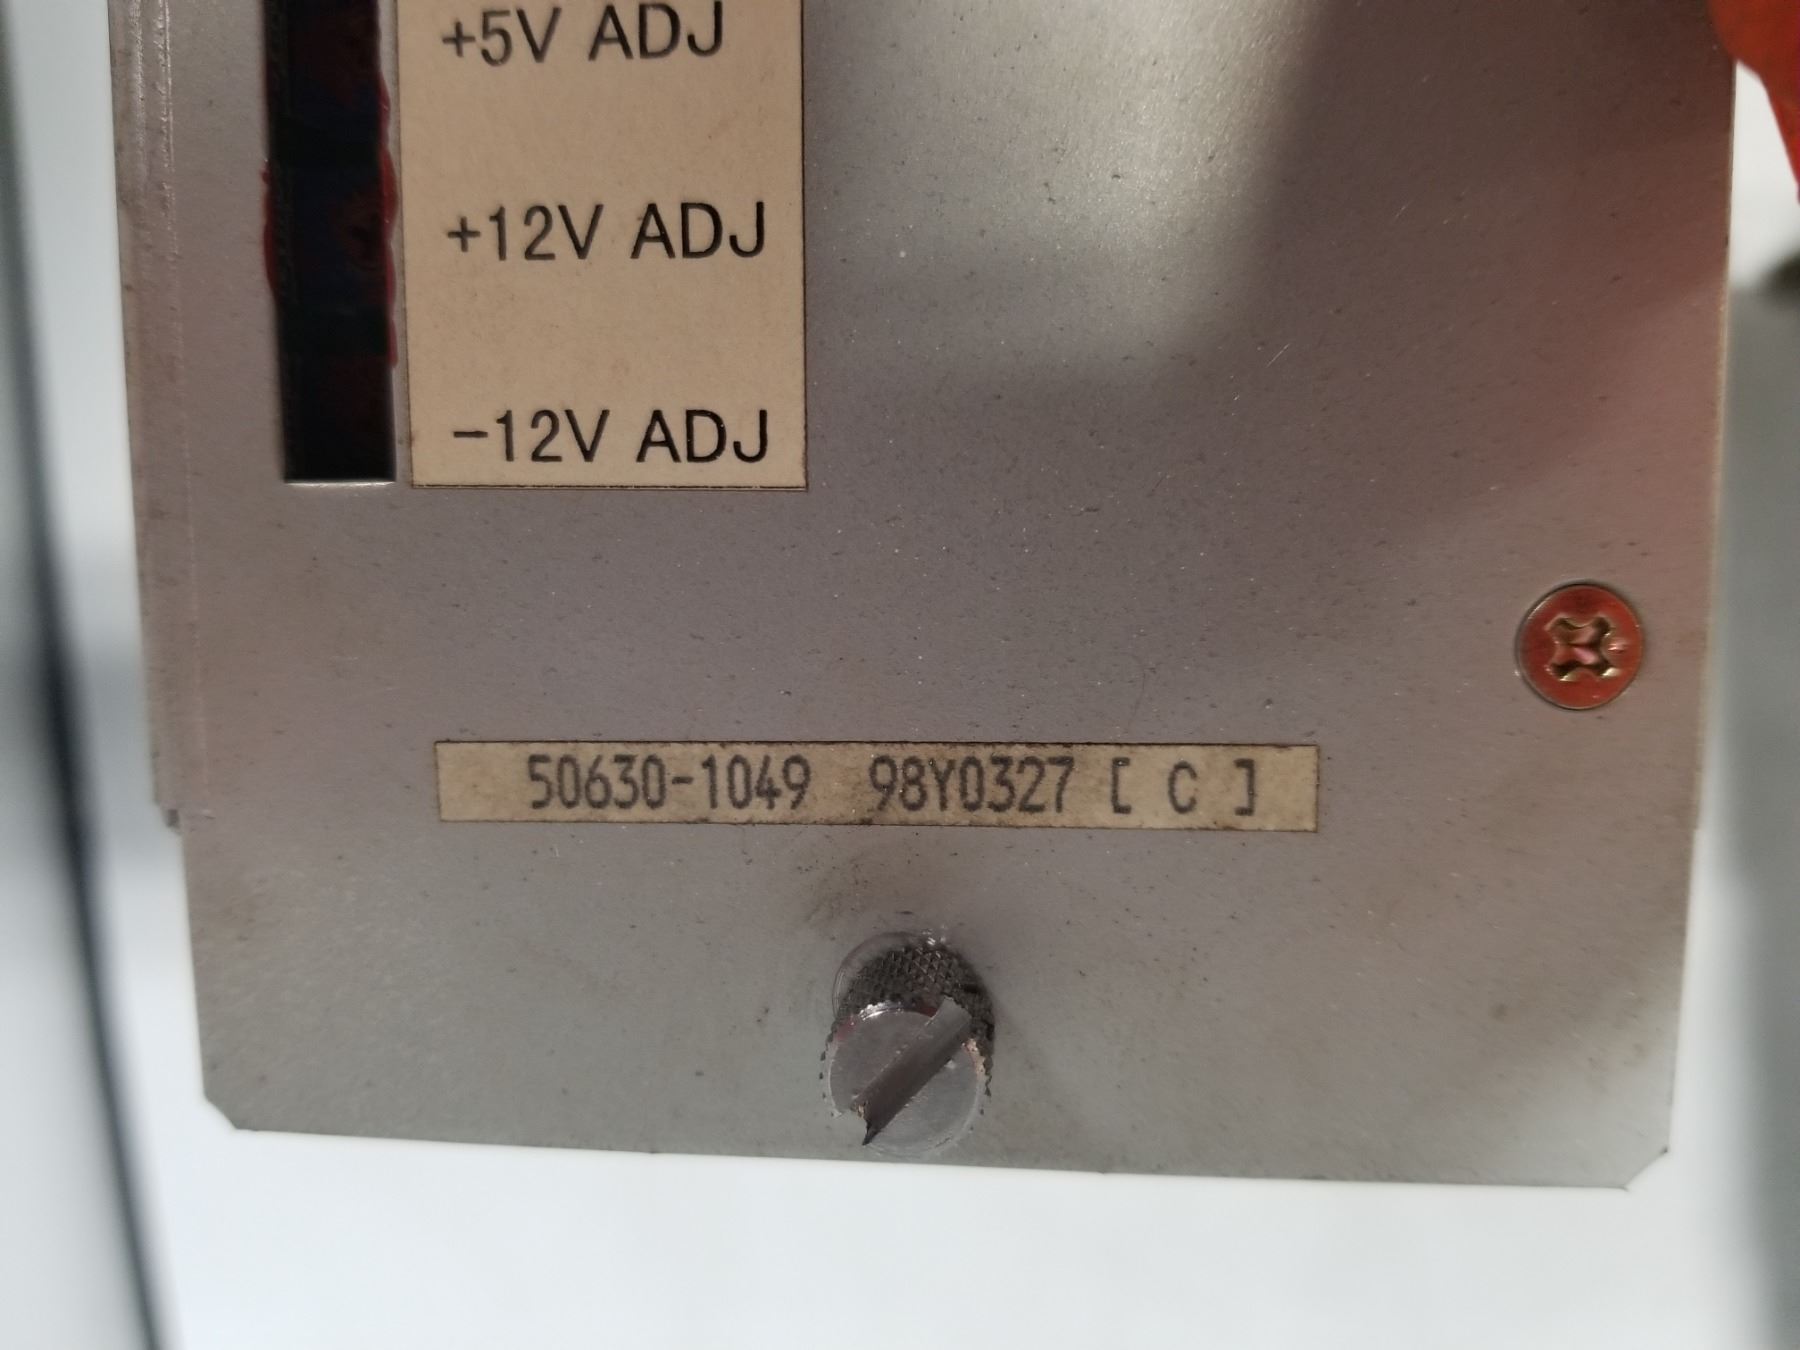 +5V ADJ
+12V ADJ
-12V ADJ
50630-1049 98Y0327 [ C ]